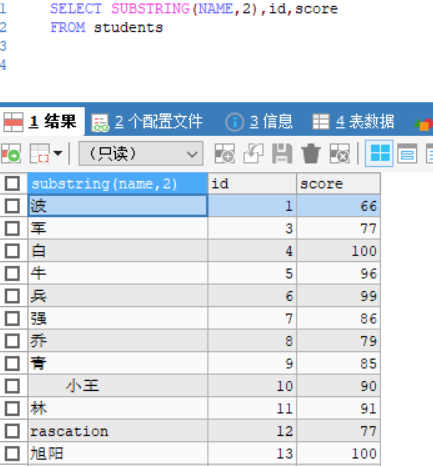 1 SELECT SUBSTRING(NAME,2),id,score
2 FROM students
3
4
1 结果 2 个配置文件 3 信息 4 表数据
（只读）
substring(name,2) id score
波 1 66
军 3 77
白 4 100
牛 5 96
兵 6 99
强 7 86
乔 8 79
青 9 85
小王 10 90
林 11 91
rascation 12 77
旭阳 13 100